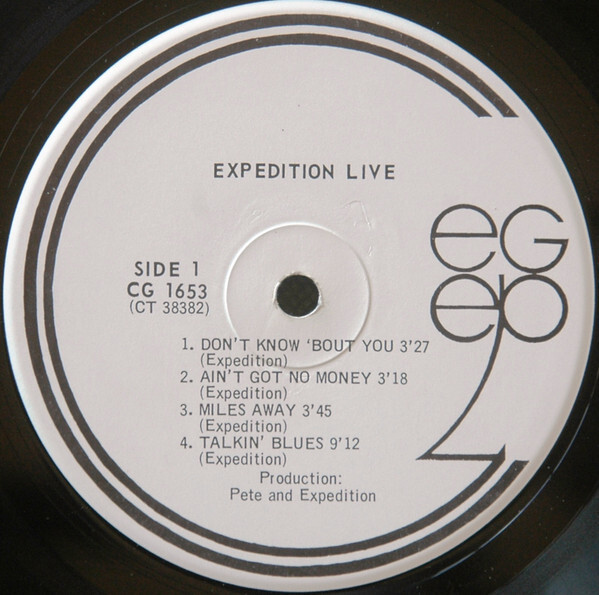 EXPEDITION LIVE
eG
ep
SIDE 1
CG 1653
(CT 38382)
1. DON'T KNOW 'BOUT YOU 3'27
(Expedition)
2. AIN'T GOT NO MONEY 3'18
(Expedition)
3. MILES AWAY 3'45
(Expedition)
4. TALKIN' BLUES 9'12
(Expedition)
Production:
Pete and Expedition